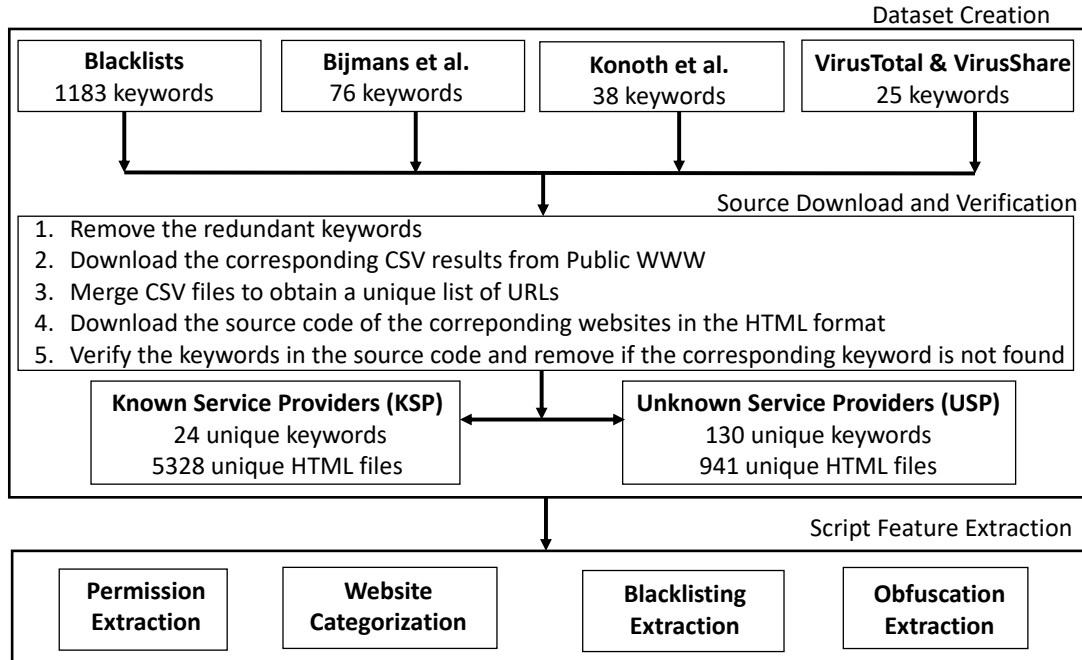 Dataset Creation
Blacklists
1183 keywords
Bijmans et al.
76 keywords
Konoth et al.
38 keywords
VirusTotal & VirusShare
25 keywords
Source Download and Verification
1. Remove the redundant keywords
2. Download the corresponding CSV results from Public WWW
3. Merge CSV files to obtain a unique list of URLs
4. Download the source code of the correponding websites in the HTML format
5. Verify the keywords in the source code and remove if the corresponding keyword is not found
Known Service Providers (KSP)
24 unique keywords
5328 unique HTML files
Unknown Service Providers (USP)
130 unique keywords
941 unique HTML files
Script Feature Extraction
Permission
Extraction
Website
Categorization
Blacklisting
Extraction
Obfuscation
Extraction